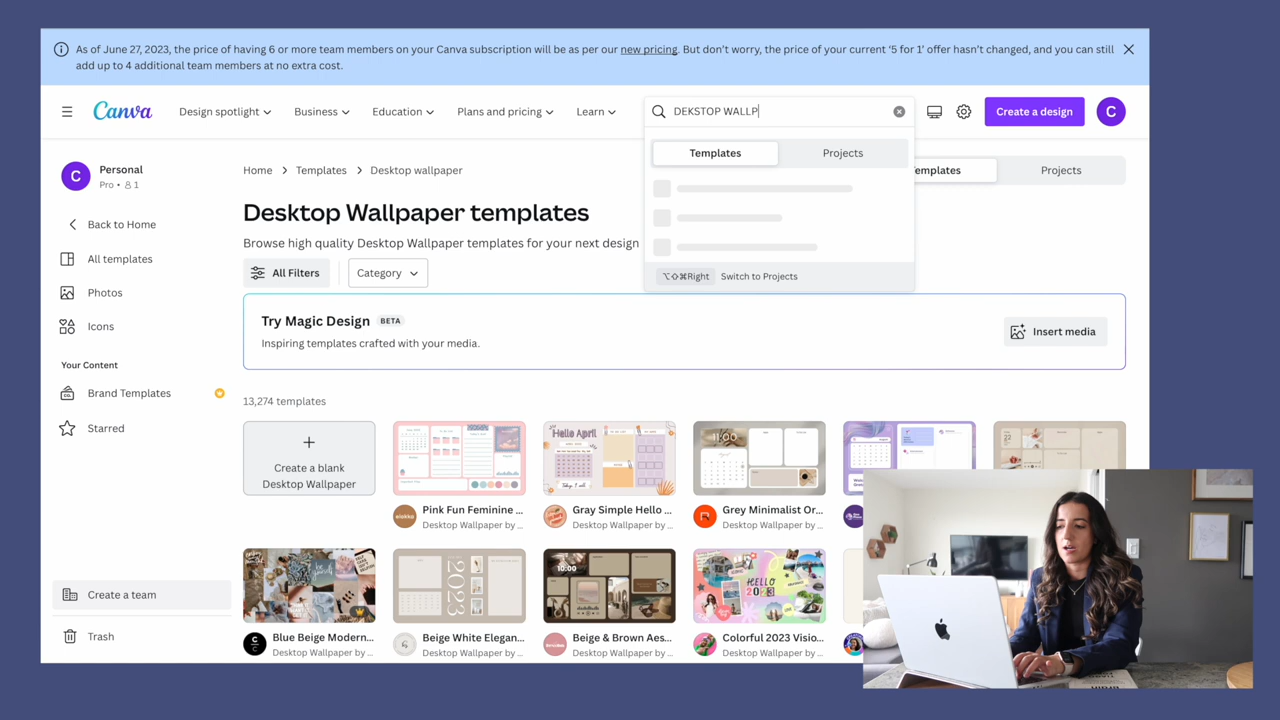 As of June 27, 2023, the price of having 6 or more team members on your Canva subscription will be as per our new pricing. But don't worry, the price of your current '5 for 1' offer hasn't changed, and you can still
add up to 4 additional team members at no extra cost.
Canva
Design spotlight
Business
Education
Plans and pricing
Learn
DEKSTOP WALLP
Create a design
C
Templates
Projects
⌥⇧⌘Right
Switch to Projects
C
Personal
Pro • 1
Home
Templates
Desktop wallpaper
Projects
Back to Home
Desktop Wallpaper templates
Browse high quality Desktop Wallpaper templates for your next design
All templates
Photos
Icons
All Filters
Category
Try Magic Design BETA
Inspiring templates crafted with your media.
Insert media
Your Content
Brand Templates
Starred
13,274 templates
+
Create a blank
Desktop Wallpaper
Hello April
11:00
22
Pink Fun Feminine ...
Desktop Wallpaper by ...
Gray Simple Hello ...
Desktop Wallpaper by ...
Grey Minimalist Or...
Desktop Wallpaper by ...
2023
10:00
HELLO
2023
Create a team
Trash
Blue Beige Modern...
Desktop Wallpaper by ...
Beige White Elegan...
Desktop Wallpaper by ...
Beige & Brown Aes...
Desktop Wallpaper by ...
Colorful 2023 Visio...
Desktop Wallpaper by ...